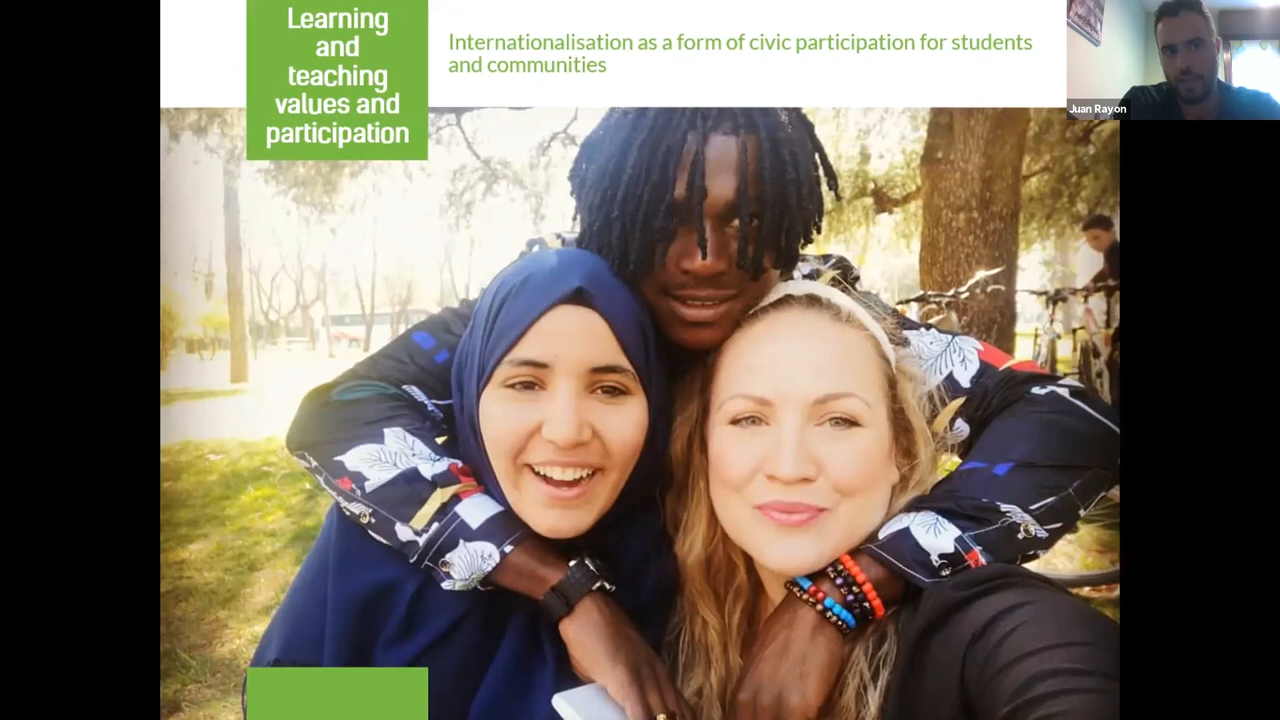 Learning
and
teaching
values and
participation
Internationalisation as a form of civic participation for students
and communities
Juan Rayon